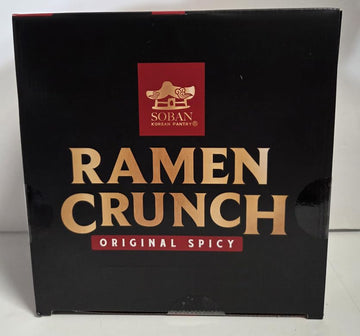 SOBAN
KOREAN PANTRY®
RAMEN
CRUNCH
ORIGINAL SPICY